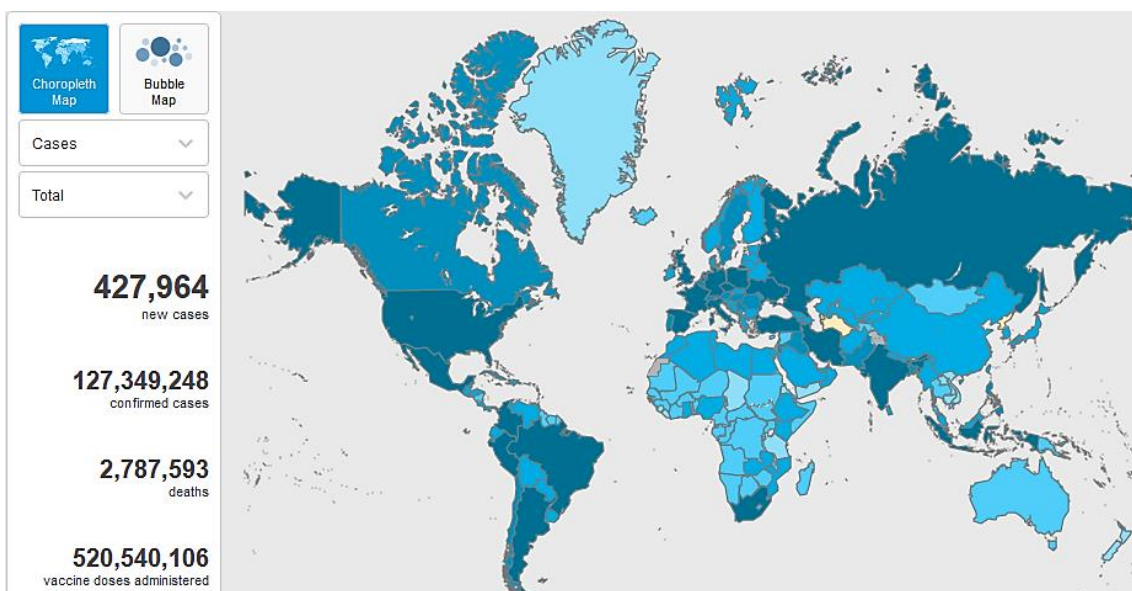 Choropleth
Map
Bubble
Map
Cases
Total
427,964
new cases
127,349,248
confirmed cases
2,787,593
deaths
520,540,106
vaccine doses administered